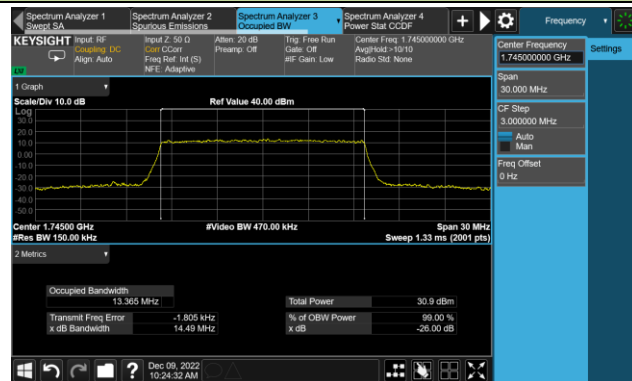 Spectrum Analyzer 1
Swept SA
Spectrum Analyzer 2
Spurious Emissions
Spectrum Analyzer 3
Occupied BW
Spectrum Analyzer 4
Power Stat CCDF
Frequency
KEYSIGHT
Input: RF
Coupling: DC
Align: Auto
Input Z: 50 Ω
Corr CCorr
Freq Ref: Int (S)
NFE: Adaptive
Atten: 20 dB
Preamp: Off
Trig: Free Run
Gate: Off
#IF Gain: Low
Center Freq: 1.745000000 GHz
Avg|Hold:>10/10
Radio Std: None
Center Frequency
1.745000000 GHz
Settings
Span
30.000 MHz
CF Step
3.000000 MHz
Auto
Man
Freq Offset
0 Hz
1 Graph
Scale/Div 10.0 dB
Ref Value 40.00 dBm
Log
30.0
20.0
10.0
0.00
-10.0
-20.0
-30.0
-40.0
-50.0
Center 1.74500 GHz
#Video BW 470.00 kHz
Span 30 MHz
#Res BW 150.00 kHz
Sweep 1.33 ms (2001 pts)
2 Metrics
Occupied Bandwidth
13.365 MHz
Total Power 30.9 dBm
Transmit Freq Error -1.805 kHz
% of OBW Power 99.00 %
x dB Bandwidth 14.49 MHz
x dB -26.00 dB
?
Dec 09, 2022
10:24:32 AM